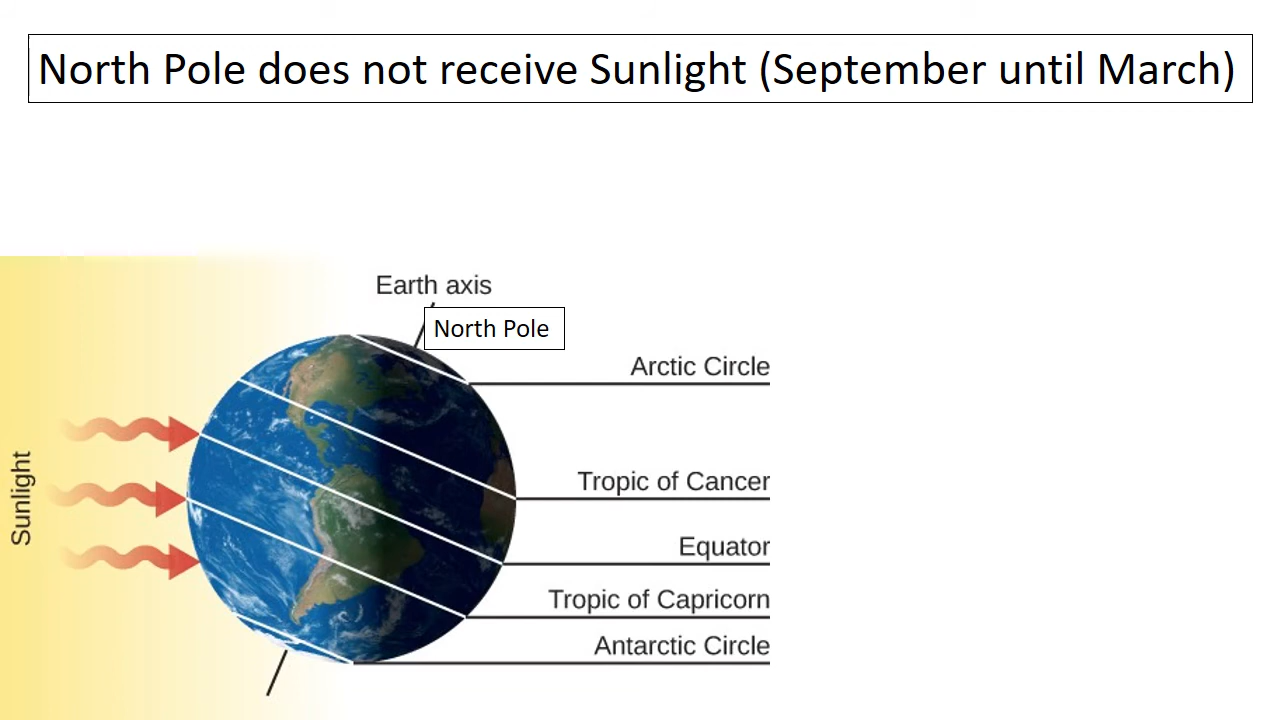 North Pole does not receive Sunlight (September until March)
Earth axis
North Pole
Arctic Circle
Sunlight
Tropic of Cancer
Equator
Tropic of Capricorn
Antarctic Circle